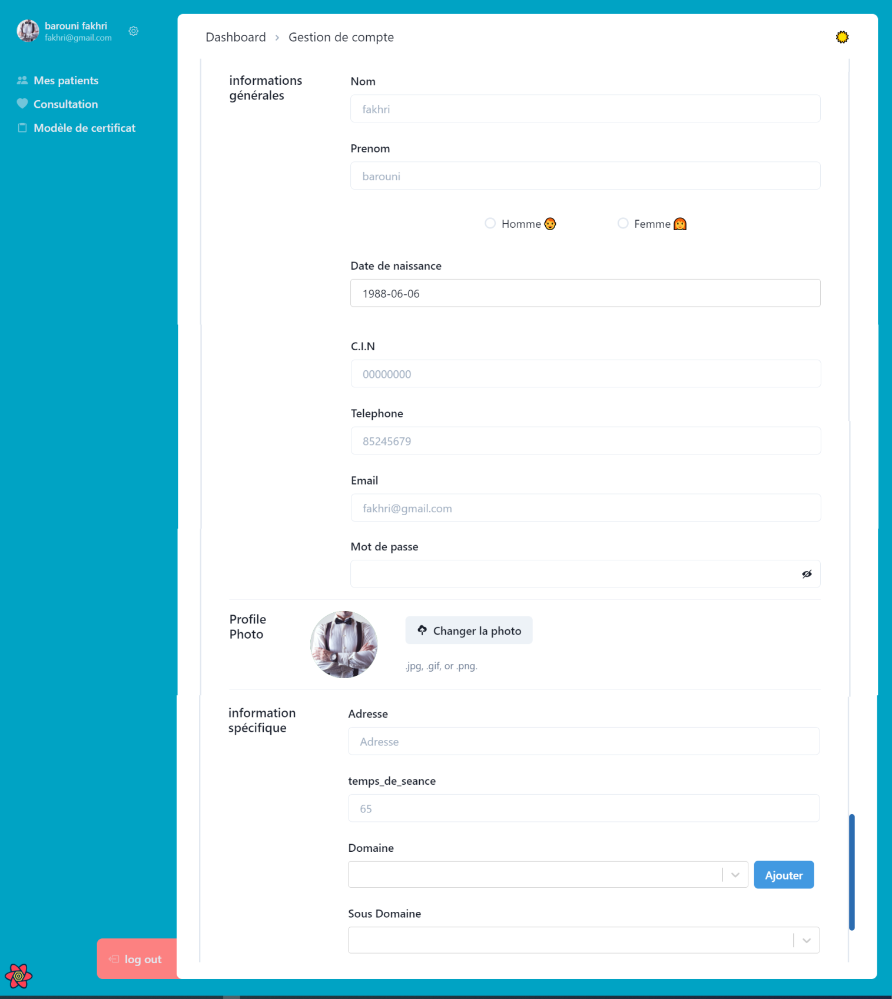 barouni fakhri
fakhri@gmail.com
Mes patients
Consultation
Modèle de certificat
log out
Dashboard › Gestion de compte
informations
générales
Nom
fakhri
Prenom
barouni
Homme
Femme
Date de naissance
1988-06-06
C.I.N
00000000
Telephone
85245679
Email
fakhri@gmail.com
Mot de passe
Profile
Photo
Changer la photo
.jpg, .gif, or .png.
information
spécifique
Adresse
Adresse
temps_de_seance
65
Domaine
Ajouter
Sous Domaine